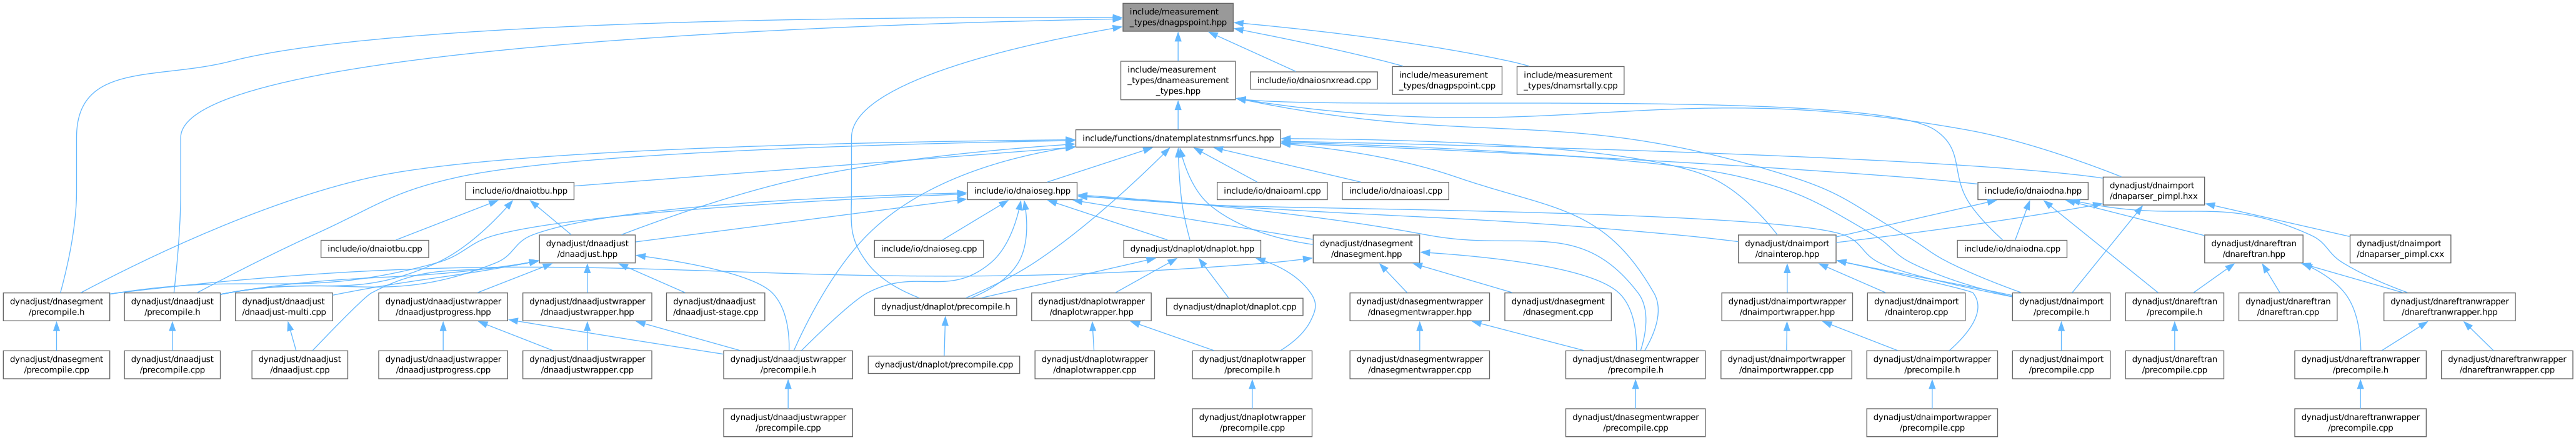 include/measurement
_types/dnagpspoint.hpp
include/measurement
_types/dnameasurement
_types.hpp
include/io/dnaiosnxread.cpp
include/measurement
_types/dnagpspoint.cpp
include/measurement
_types/dnamsrtally.cpp
include/functions/dnatemplatestnmsrfuncs.hpp
include/io/dnaiotbu.hpp
include/io/dnaioseg.hpp
include/io/dnaioaml.cpp
include/io/dnaioasl.cpp
include/io/dnaiodna.hpp
dynadjust/dnaimport
/dnaparser_pimpl.hxx
include/io/dnaiotbu.cpp
dynadjust/dnaadjust
/dnaadjust.hpp
include/io/dnaioseg.cpp
dynadjust/dnaplot/dnaplot.hpp
dynadjust/dnasegment
/dnasegment.hpp
dynadjust/dnaimport
/dnainterop.hpp
include/io/dnaiodna.cpp
dynadjust/dnareftran
/dnareftran.hpp
dynadjust/dnaimport
/dnaparser_pimpl.cxx
dynadjust/dnasegment
/precompile.h
dynadjust/dnaadjust
/precompile.h
dynadjust/dnaadjust
/dnaadjust-multi.cpp
dynadjust/dnaadjustwrapper
/dnaadjustprogress.hpp
dynadjust/dnaadjustwrapper
/dnaadjustwrapper.hpp
dynadjust/dnaadjust
/dnaadjust-stage.cpp
dynadjust/dnaplot/precompile.h
dynadjust/dnaplotwrapper
/dnaplotwrapper.hpp
dynadjust/dnaplot/dnaplot.cpp
dynadjust/dnasegmentwrapper
/dnasegmentwrapper.hpp
dynadjust/dnasegment
/dnasegment.cpp
dynadjust/dnaimportwrapper
/dnaimportwrapper.hpp
dynadjust/dnaimport
/dnainterop.cpp
dynadjust/dnaimport
/precompile.h
dynadjust/dnareftran
/precompile.h
dynadjust/dnareftran
/dnareftran.cpp
dynadjust/dnareftranwrapper
/dnareftranwrapper.hpp
dynadjust/dnasegment
/precompile.cpp
dynadjust/dnaadjust
/precompile.cpp
dynadjust/dnaadjust
/dnaadjust.cpp
dynadjust/dnaadjustwrapper
/dnaadjustprogress.cpp
dynadjust/dnaadjustwrapper
/dnaadjustwrapper.cpp
dynadjust/dnaadjustwrapper
/precompile.h
dynadjust/dnaplot/precompile.cpp
dynadjust/dnaplotwrapper
/dnaplotwrapper.cpp
dynadjust/dnaplotwrapper
/precompile.h
dynadjust/dnasegmentwrapper
/dnasegmentwrapper.cpp
dynadjust/dnasegmentwrapper
/precompile.h
dynadjust/dnaimportwrapper
/dnaimportwrapper.cpp
dynadjust/dnaimportwrapper
/precompile.h
dynadjust/dnaimport
/precompile.cpp
dynadjust/dnareftran
/precompile.cpp
dynadjust/dnareftranwrapper
/precompile.h
dynadjust/dnareftranwrapper
/dnareftranwrapper.cpp
dynadjust/dnaadjustwrapper
/precompile.cpp
dynadjust/dnaplotwrapper
/precompile.cpp
dynadjust/dnasegmentwrapper
/precompile.cpp
dynadjust/dnaimportwrapper
/precompile.cpp
dynadjust/dnareftranwrapper
/precompile.cpp